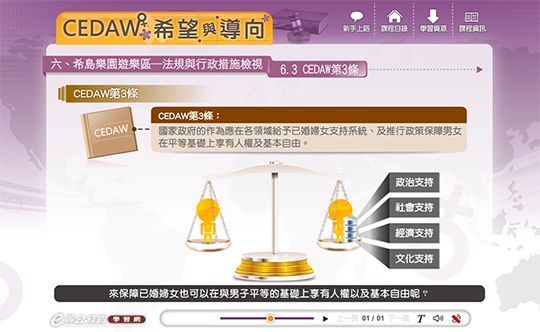 CEDAW希望與導向
新手上路
課程目錄
學習資源
課程資訊
六、希島樂園遊樂區—法規與行政措施檢視
6.3 CEDAW第3條
CEDAW第3條
CEDAW
CEDAW第3條：
國家政府的作為應在各領域給予已婚婦女支持系統、及推行政策保障男女
在平等基礎上享有人權及基本自由。
政治支持
社會支持
經濟支持
文化支持
來保障已婚婦女也可以在與男子平等的基礎上享有人權以及基本自由呢？
學習網
上一頁 01 / 01 下一頁 T